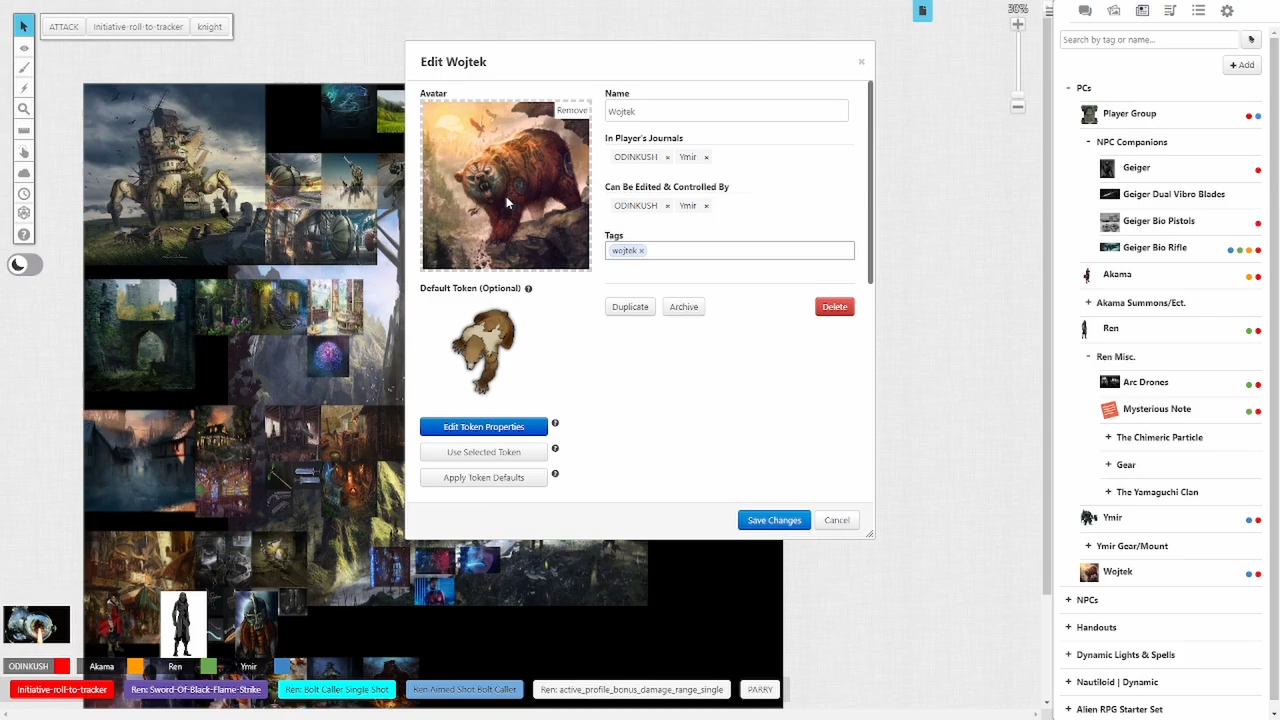 ATTACK Initiative-roll-to-tracker knight
30%
Search by tag or name...
+ Add
Edit Wojtek ×
Avatar
Remove
Name
Wojtek
In Player's Journals
ODINKUSH × Ymir ×
Can Be Edited & Controlled By
ODINKUSH × Ymir ×
Tags
wojtek ×
Duplicate Archive Delete
Default Token (Optional) ?
Edit Token Properties ?
Use Selected Token ?
Apply Token Defaults ?
Save Changes Cancel
- PCs
Player Group
- NPC Companions
Geiger
Geiger Dual Vibro Blades
Geiger Bio Pistols
Geiger Bio Rifle
Akama
+ Akama Summons/Ect.
Ren
- Ren Misc.
Arc Drones
Mysterious Note
+ The Chimeric Particle
+ Gear
+ The Yamaguchi Clan
Ymir
+ Ymir Gear/Mount
Wojtek
+ NPCs
+ Handouts
+ Dynamic Lights & Spells
+ Nautiloid | Dynamic
+ Alien RPG Starter Set
ODINKUSH Akama Ren Ymir
Initiative-roll-to-tracker Ren: Sword-Of-Black-Flame-Strike Ren: Bolt Caller Single Shot Ren Aimed Shot Bolt Caller Ren: active_profile_bonus_damage_range_single PARRY